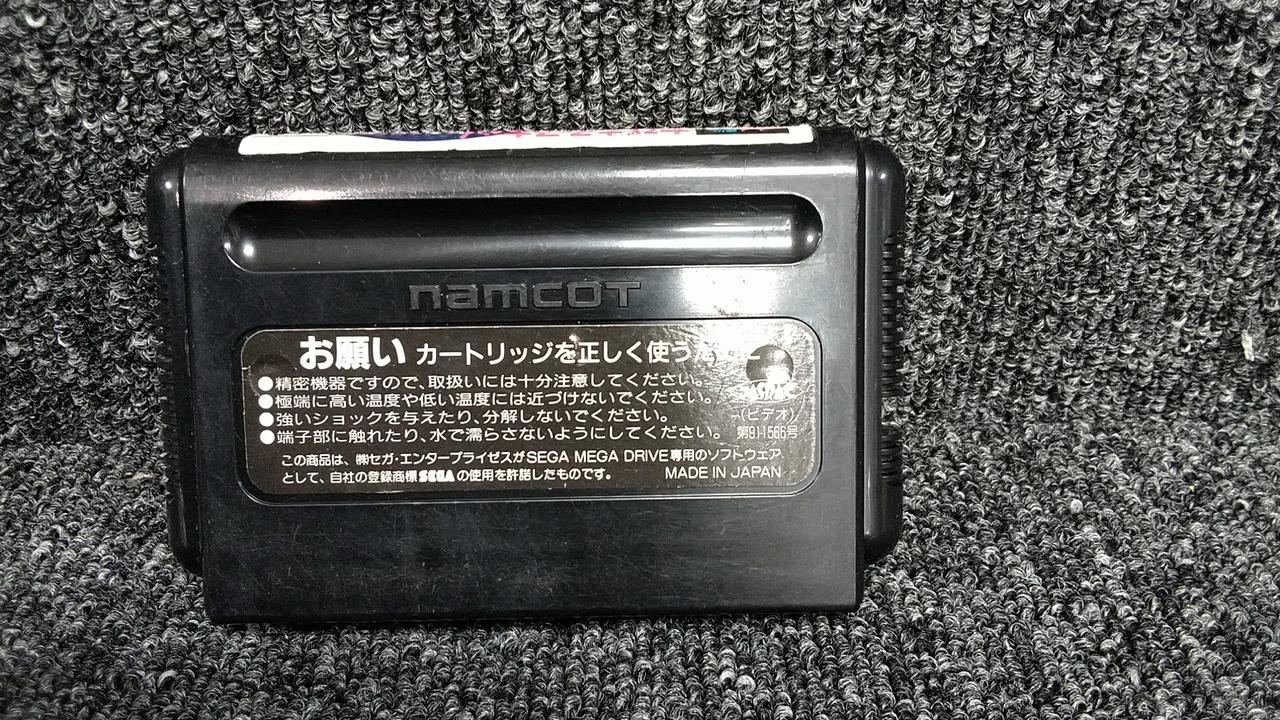 namcot
お願い カートリッジを正しく使う
●精密機器ですので、取扱いには十分注意してください。
●極端に高い温度や低い温度には近づけないでください。
●強いショックを与えたり、分解しないでください。
●端子部に触れたり、水で濡らさないようにしてください。
(ビデオ)
第911566号
この商品は、㈱セガ・エンタープライゼスがSEGA MEGA DRIVE専用のソフトウェア
として、自社の登録商標SEGAの使用を許諾したものです。
MADE IN JAPAN